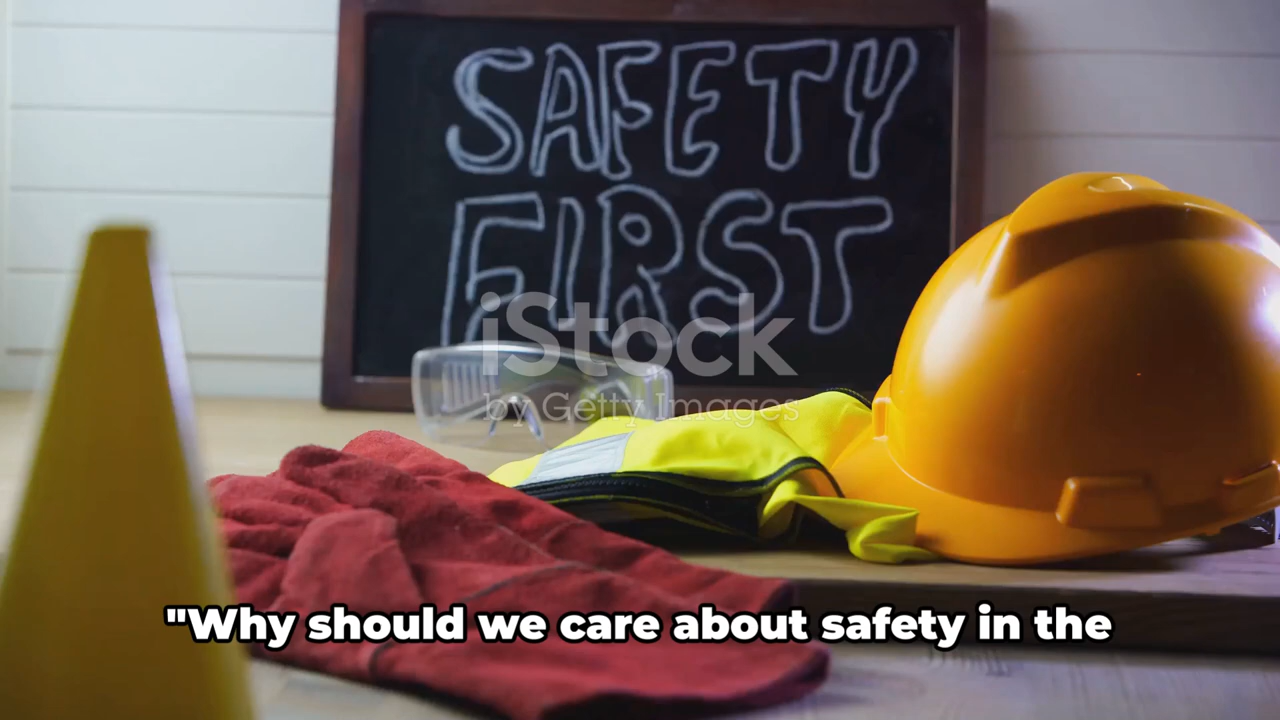 SAFETY
FIRST
iStock
by Getty Images
"Why should we care about safety in the